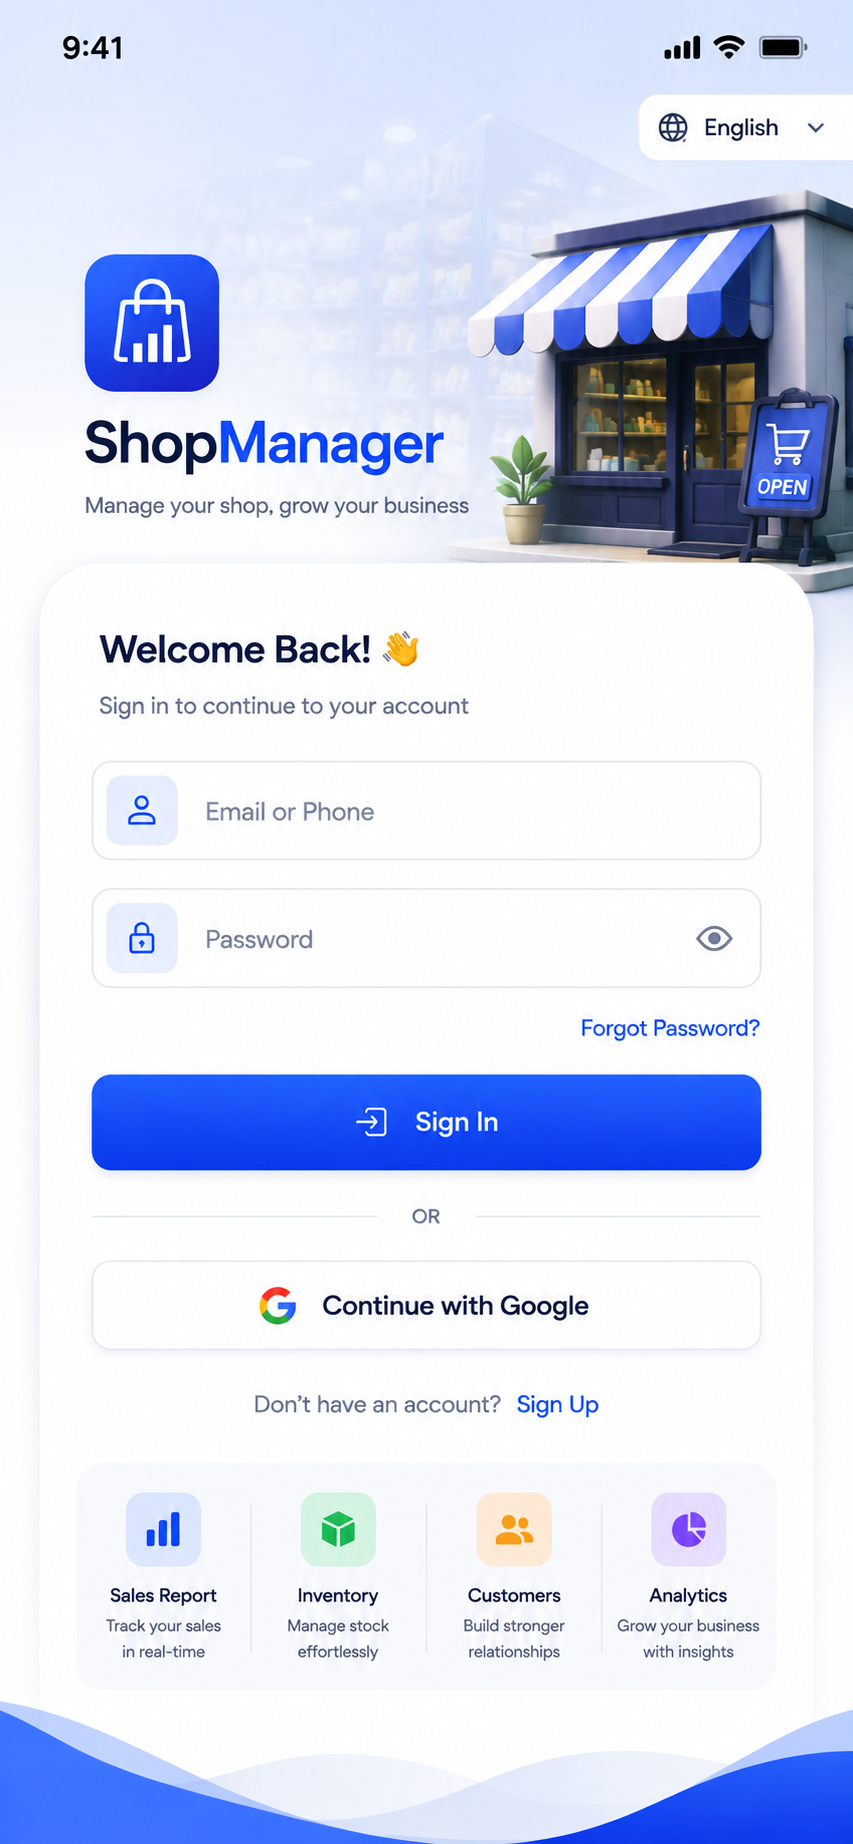 9:41
English
ShopManager
Manage your shop, grow your business
OPEN
Welcome Back! 👋
Sign in to continue to your account
Email or Phone
Password
Forgot Password?
Sign In
OR
Continue with Google
Don’t have an account? Sign Up
Sales Report
Track your sales
in real-time
Inventory
Manage stock
effortlessly
Customers
Build stronger
relationships
Analytics
Grow your business
with insights